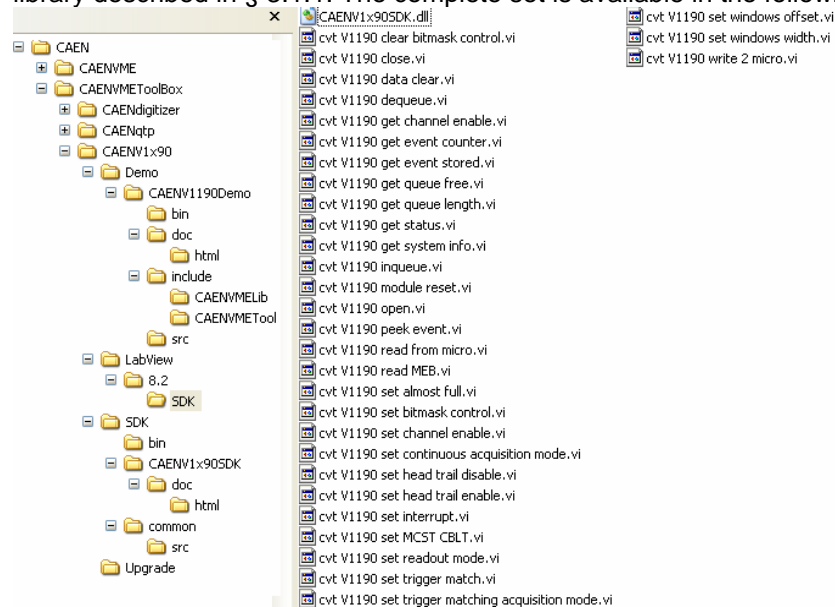 library described in § 3.1.1. The complete set is available in the follow
CAEN
CAENVME
CAENVMEToolBox
CAENdigitizer
CAENqtp
CAENV1x90
Demo
CAENV1190Demo
bin
doc
html
include
CAENVMELib
CAENVMETool
src
LabView
8.2
SDK
SDK
bin
CAENV1x90SDK
doc
html
common
src
Upgrade
CAENV1x90SDK.dll
cvt V1190 clear bitmask control.vi
cvt V1190 close.vi
cvt V1190 data clear.vi
cvt V1190 dequeue.vi
cvt V1190 get channel enable.vi
cvt V1190 get event counter.vi
cvt V1190 get event stored.vi
cvt V1190 get queue free.vi
cvt V1190 get queue length.vi
cvt V1190 get status.vi
cvt V1190 get system info.vi
cvt V1190 inqueue.vi
cvt V1190 module reset.vi
cvt V1190 open.vi
cvt V1190 peek event.vi
cvt V1190 read from micro.vi
cvt V1190 read MEB.vi
cvt V1190 set almost full.vi
cvt V1190 set bitmask control.vi
cvt V1190 set channel enable.vi
cvt V1190 set continuous acquisition mode.vi
cvt V1190 set head trail disable.vi
cvt V1190 set head trail enable.vi
cvt V1190 set interrupt.vi
cvt V1190 set MCST CBLT.vi
cvt V1190 set readout mode.vi
cvt V1190 set trigger match.vi
cvt V1190 set trigger matching acquisition mode.vi
cvt V1190 set windows offset.vi
cvt V1190 set windows width.vi
cvt V1190 write 2 micro.vi